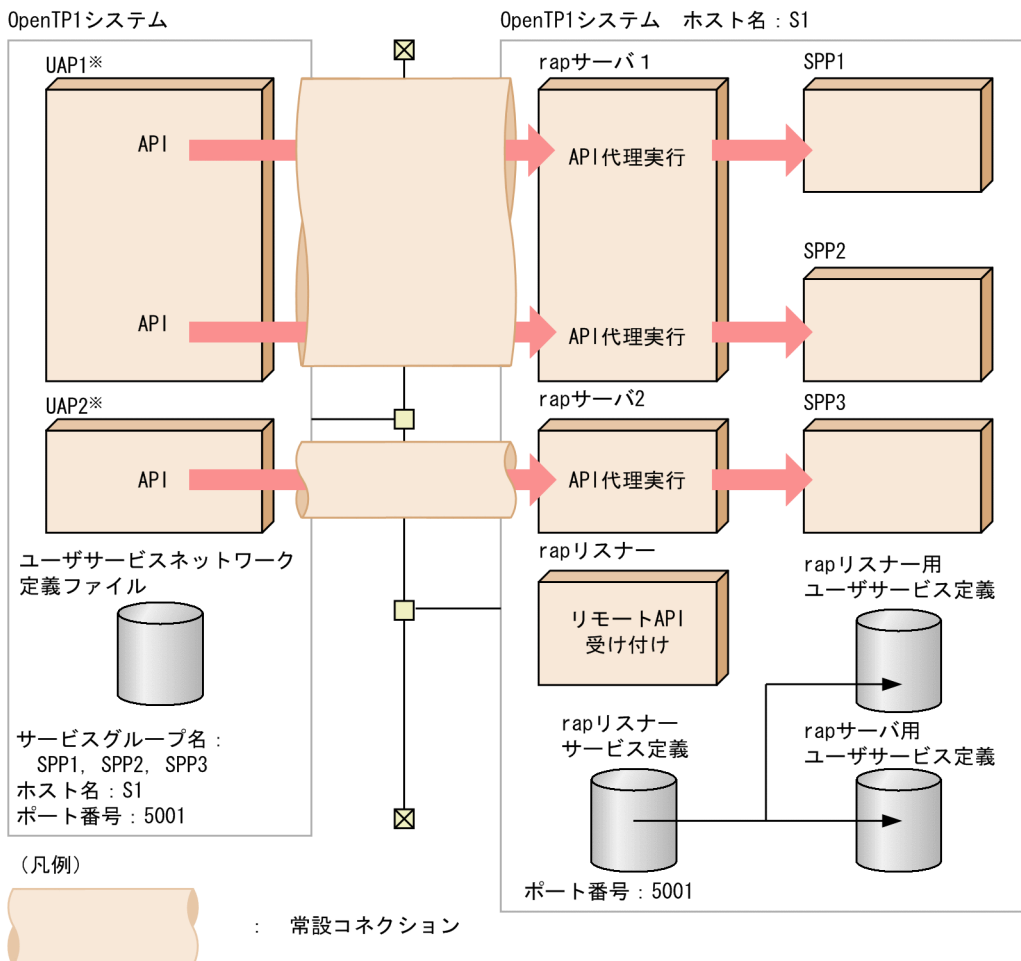 OpenTP1システム
OpenTP1システム　ホスト名：S1
UAP1※
rapサーバ１
SPP1
API
API代理実行
SPP2
API
API代理実行
UAP2※
rapサーバ2
SPP3
API
API代理実行
ユーザサービスネットワーク
定義ファイル
rapリスナー
リモートAPI
受け付け
rapリスナー用
ユーザサービス定義
サービスグループ名：
SPP1, SPP2, SPP3
ホスト名：S1
ポート番号：5001
rapリスナー
サービス定義
rapサーバ用
ユーザサービス定義
ポート番号：5001
（凡例）
：　常設コネクション